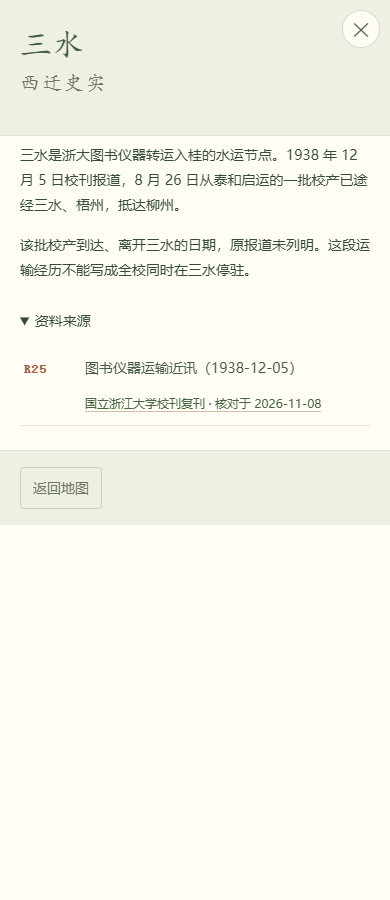 三水
西迁史实
三水是浙大图书仪器转运入桂的水运节点。1938 年 12
月 5 日校刊报道，8 月 26 日从泰和启运的一批校产已途
经三水、梧州，抵达柳州。
该批校产到达、离开三水的日期，原报道未列明。这段运
输经历不能写成全校同时在三水停驻。
▼ 资料来源
R25 图书仪器运输近讯（1938-12-05）
国立浙江大学校刊复刊 · 核对于 2026-11-08
返回地图